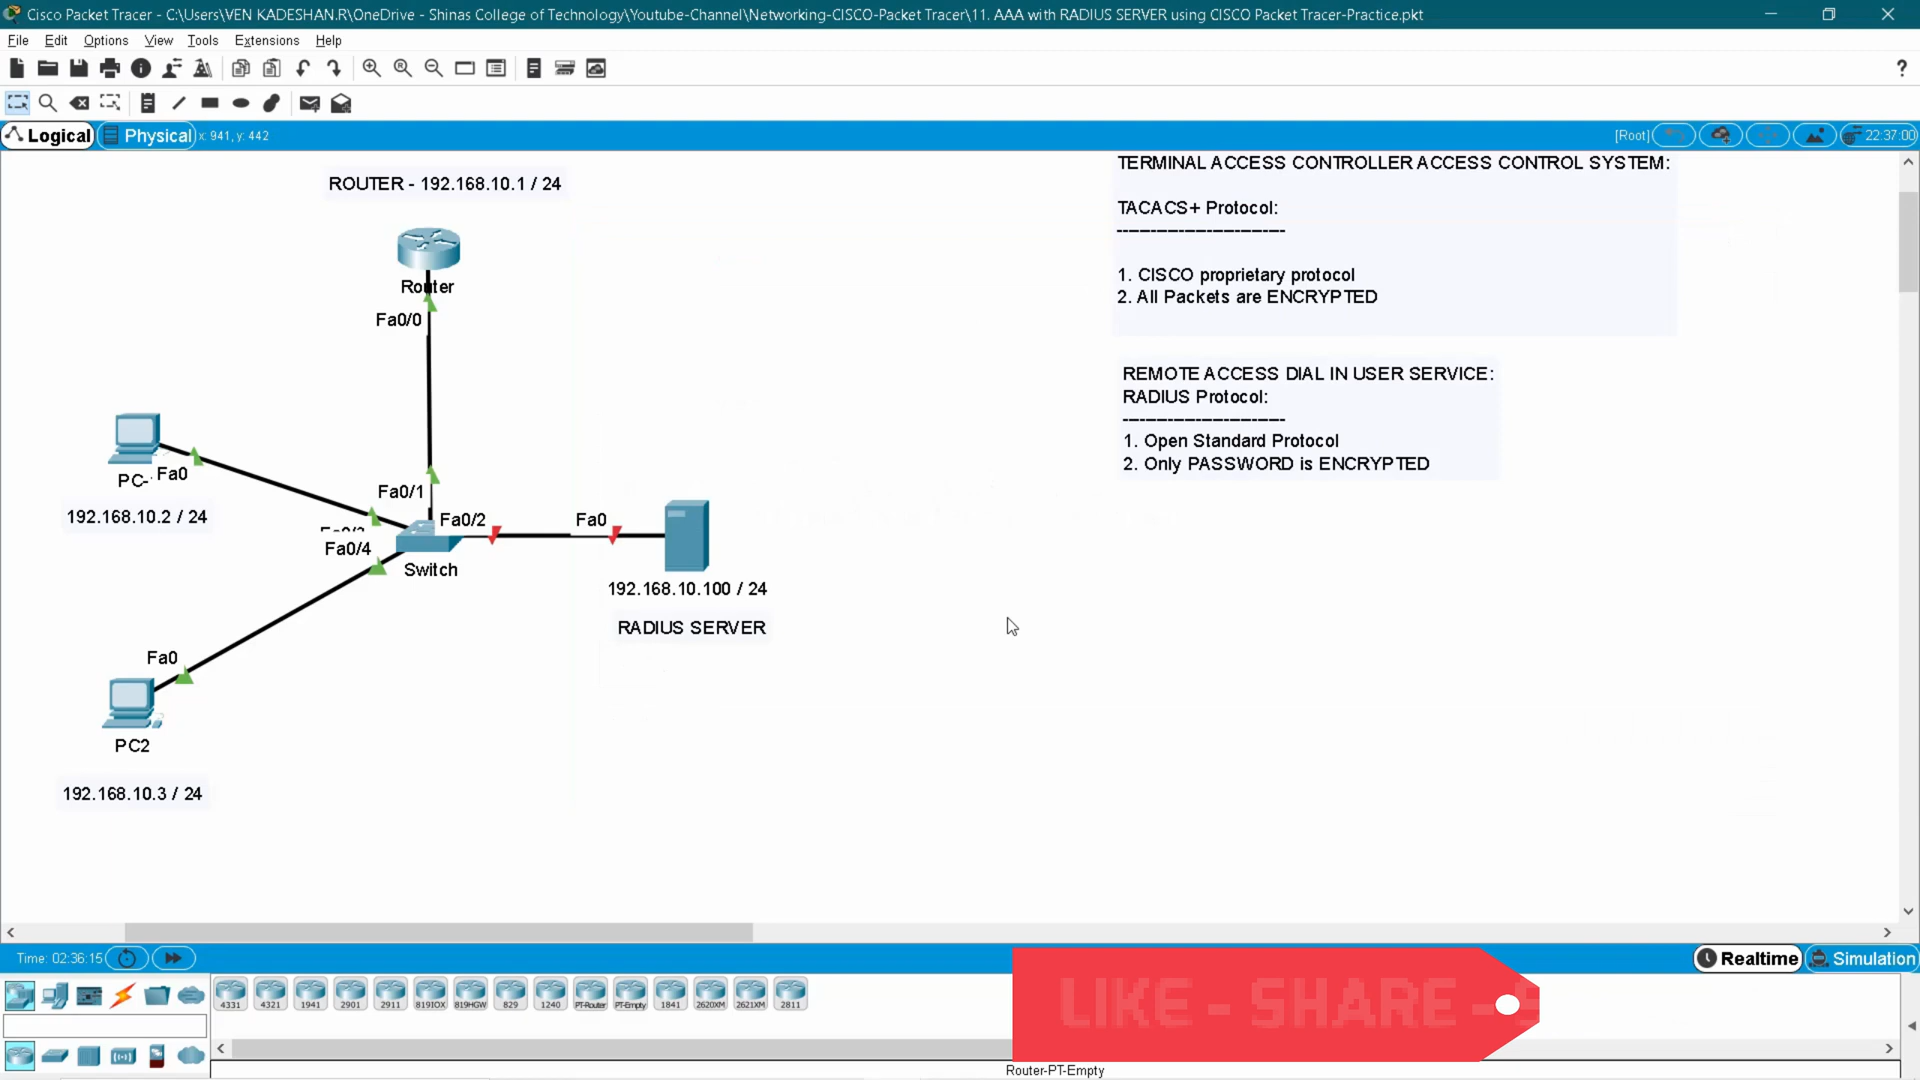 Cisco Packet Tracer - C:\Users\VEN KADESHAN.R\OneDrive - Shinas College of Technology\Youtube-Channel\Networking-CISCO-Packet Tracer\11. AAA with RADIUS SERVER using CISCO Packet Tracer-Practice.pkt
File Edit Options View Tools Extensions Help
?
Logical Physical x: 941, y: 442 [Root] 22:37:00
ROUTER - 192.168.10.1 / 24
Router
Fa0/0
PC- Fa0
192.168.10.2 / 24
Fa0/1
Fa0/2
Fa0
Fa0/4
Switch
192.168.10.100 / 24
RADIUS SERVER
Fa0
PC2
192.168.10.3 / 24
TERMINAL ACCESS CONTROLLER ACCESS CONTROL SYSTEM:
TACACS+ Protocol:
----------------------------
1. CISCO proprietary protocol
2. All Packets are ENCRYPTED
REMOTE ACCESS DIAL IN USER SERVICE:
RADIUS Protocol:
----------------------------
1. Open Standard Protocol
2. Only PASSWORD is ENCRYPTED
Time: 02:36:15 Realtime Simulation
4331 4321 1941 2901 2911 819IOX 819HGW 829 1240 PT-Router PT-Empty 1841 2620XM 2621XM 2811
LIKE - SHARE - S
Router-PT-Empty